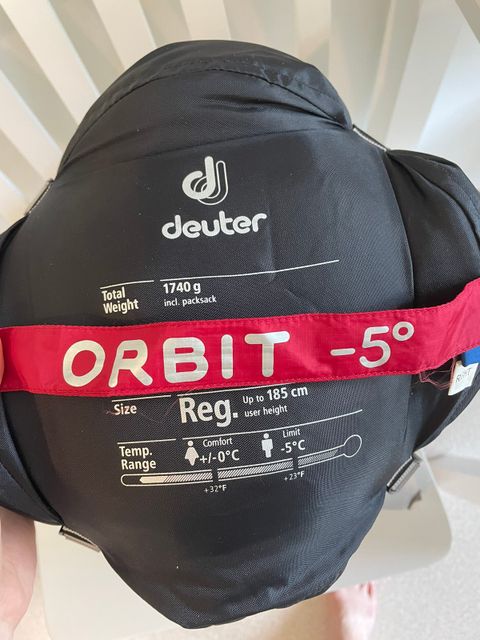 deuter
Total Weight 1740 g
incl. packsack
ORBIT -5°
Size Reg. Up to 185 cm
user height
Temp. Range Comfort +/-0°C Limit -5°C
+32°F +23°F